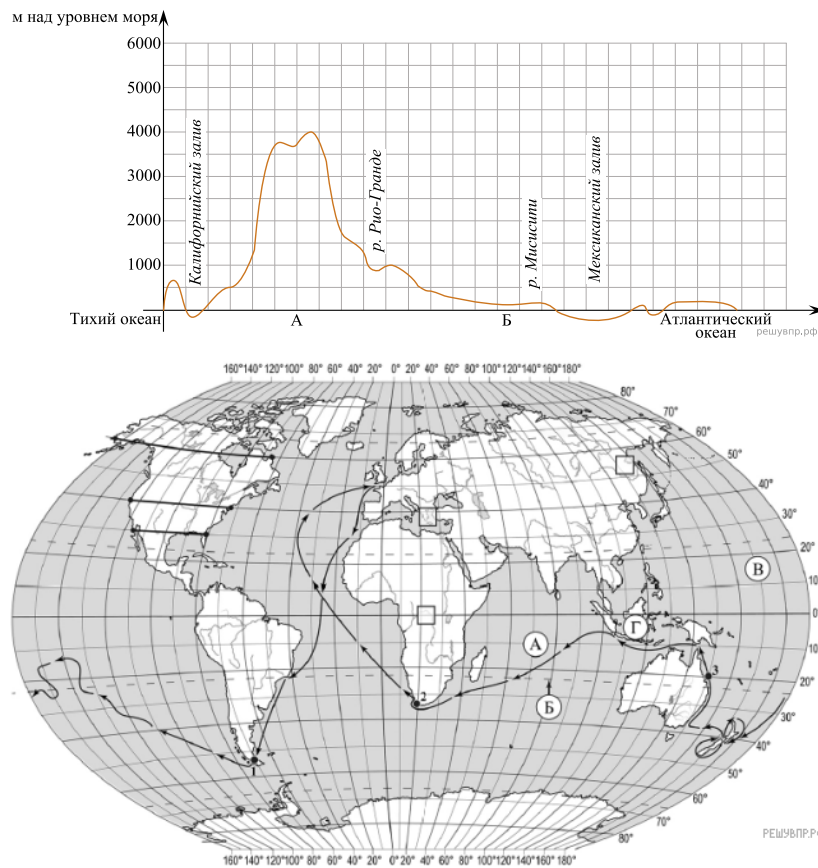 м над уровнем моря
6000
5000
4000
3000
2000
1000
Калифорнийский залив
р. Рио-Гранде
р. Мисисипи
Мексиканский залив
Тихий океан
А
Б
Атлантический
океан
решувпр.рф
160° 140° 120° 100° 80° 60° 40° 20° 0° 20° 40° 60° 80° 100° 120° 140° 160° 180°
80°
70°
60°
50°
40°
30°
20°
10
0
10
20°
30°
40°
50°
60°
70°
80°
В
Г
А
Б
1
2
3
160° 140° 120° 100° 80° 60° 40° 20° 0° 20° 40° 60° 80° 100° 120° 140° 160° 180°
РЕШУВПР.РФ